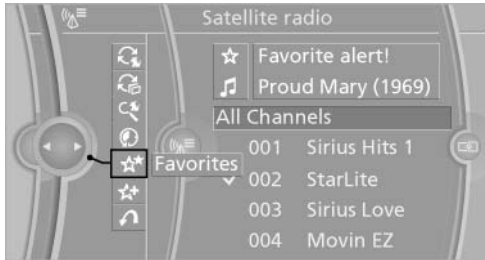 Satellite radio
Favorite alert!
Proud Mary (1969)
All Channels
001 Sirius Hits 1
Favorites
002 StarLite
003 Sirius Love
004 Movin EZ